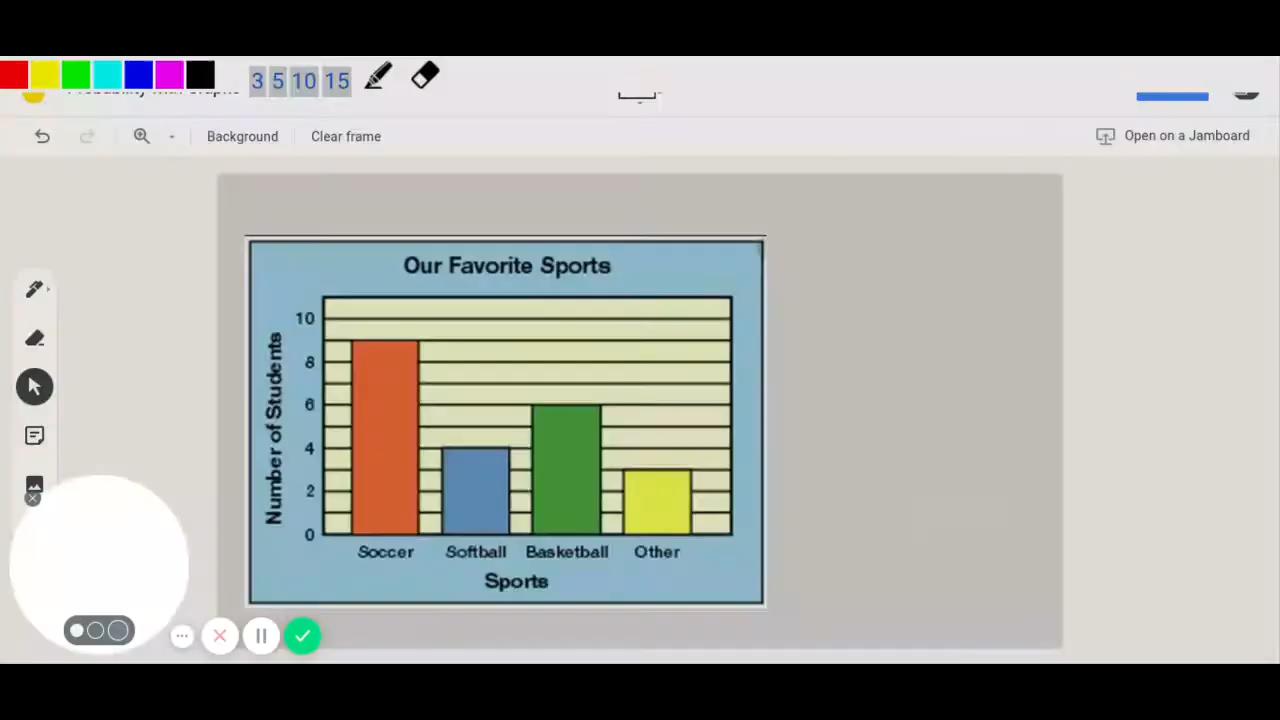 3 5 10 15
Background
Clear frame
Open on a Jamboard
Our Favorite Sports
Number of Students
10
8
6
4
2
0
Soccer Softball Basketball Other
Sports